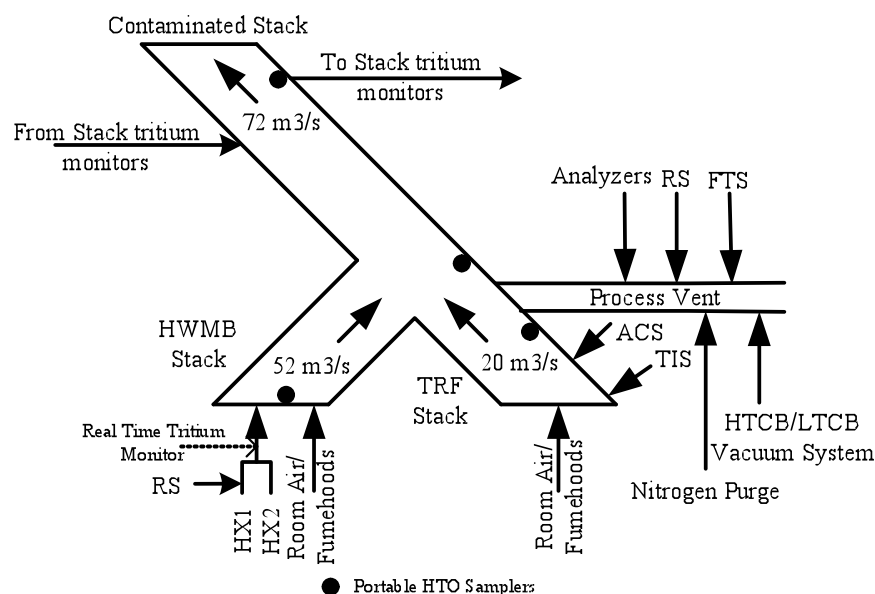 Contaminated Stack
To Stack tritium
monitors
72 m3/s
From Stack tritium
monitors
Analyzers
RS
FTS
Process Vent
HWMB
Stack
52 m3/s
20 m3/s
ACS
TIS
TRF
Stack
HTCB/LTCB
Vacuum System
Nitrogen Purge
Real Time Tritium
Monitor
RS
HX1
HX2
Room Air/
Fumehoods
Room Air/
Fumehoods
Portable HTO Samplers